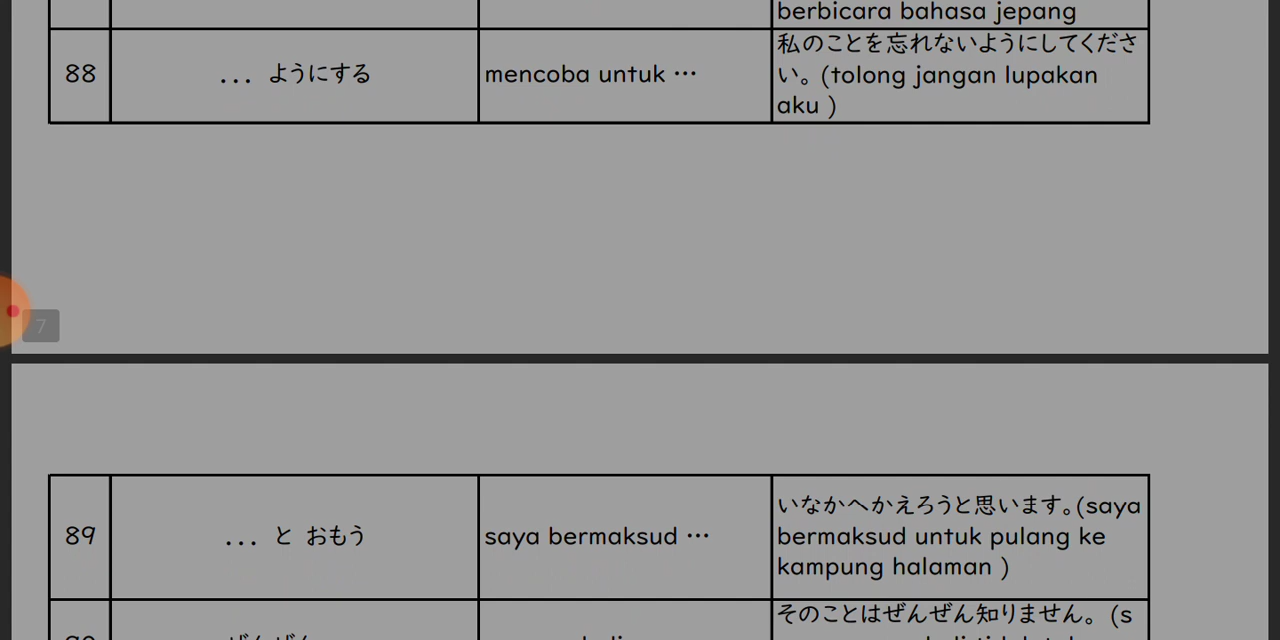 berbicara bahasa jepang
88
... ようにする
mencoba untuk …
私のことを忘れないようにしてくださ
い。(tolong jangan lupakan
aku )
7
89
... と おもう
saya bermaksud …
いなかへかえろうと思います。(saya
bermaksud untuk pulang ke
kampung halaman )
そのことはぜんぜん知りません。 (s